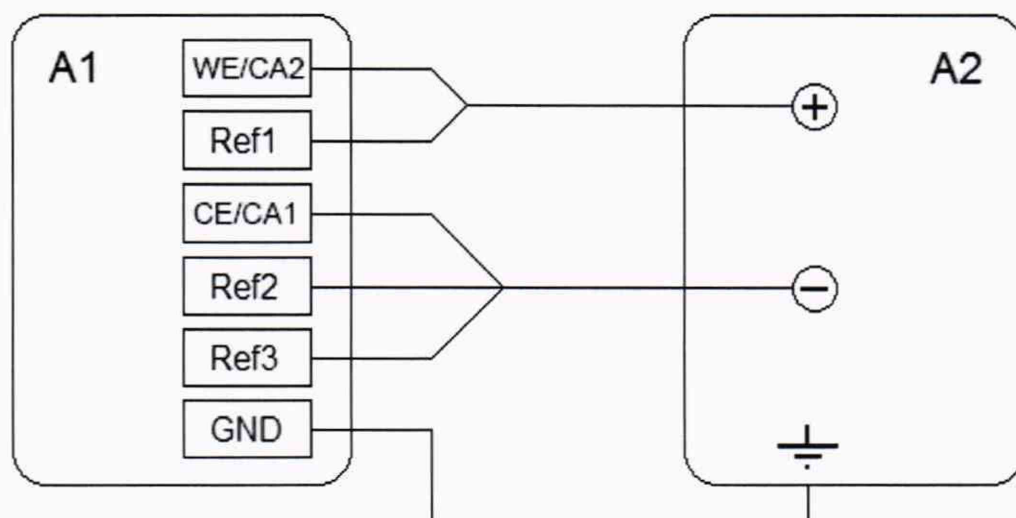 A1
WE/CA2
Ref1
CE/CA1
Ref2
Ref3
GND
A2
+
−